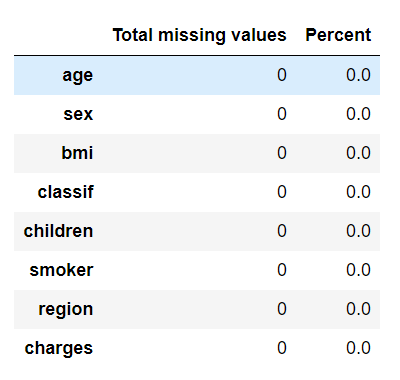 Total missing values Percent
age 0 0.0
sex 0 0.0
bmi 0 0.0
classif 0 0.0
children 0 0.0
smoker 0 0.0
region 0 0.0
charges 0 0.0